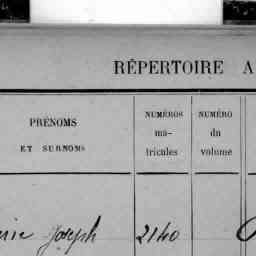 RÉPERTOIRE A
PRÉNOMS
ET SURNOMS
NUMÉROS
ma-
tricules
NUMÉRO
du
volume
Joseph 2140